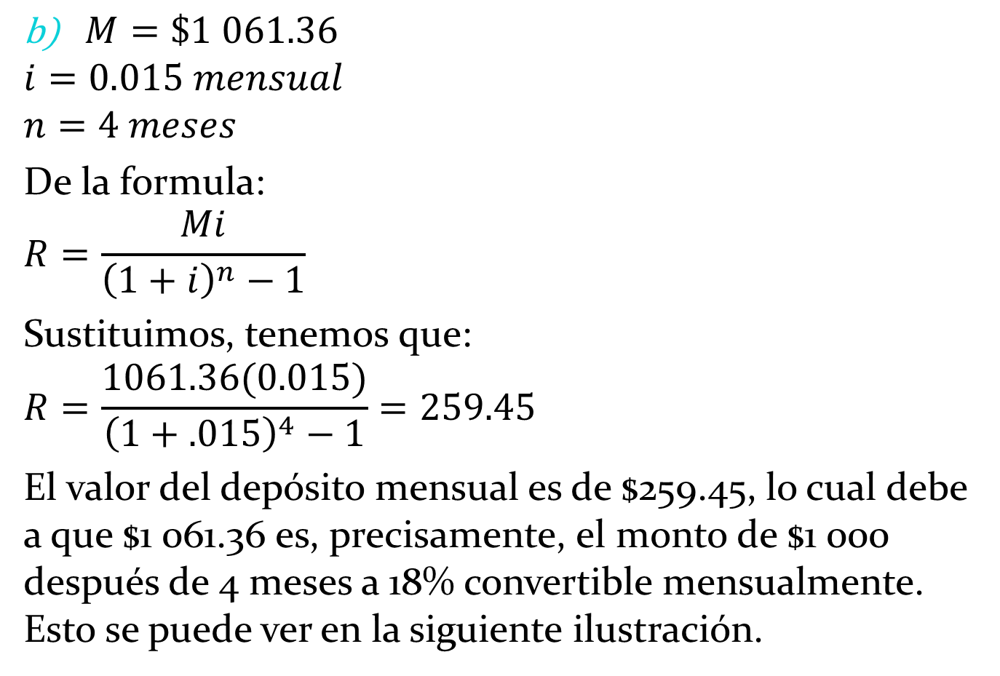 b) M = $1 061.36
i = 0.015 mensual
n = 4 meses
De la formula:
R = Mi / (1 + i)^n − 1
Sustituimos, tenemos que:
R = 1061.36(0.015) / (1 + .015)^4 − 1 = 259.45
El valor del depósito mensual es de $259.45, lo cual debe
a que $1 061.36 es, precisamente, el monto de $1 000
después de 4 meses a 18% convertible mensualmente.
Esto se puede ver en la siguiente ilustración.